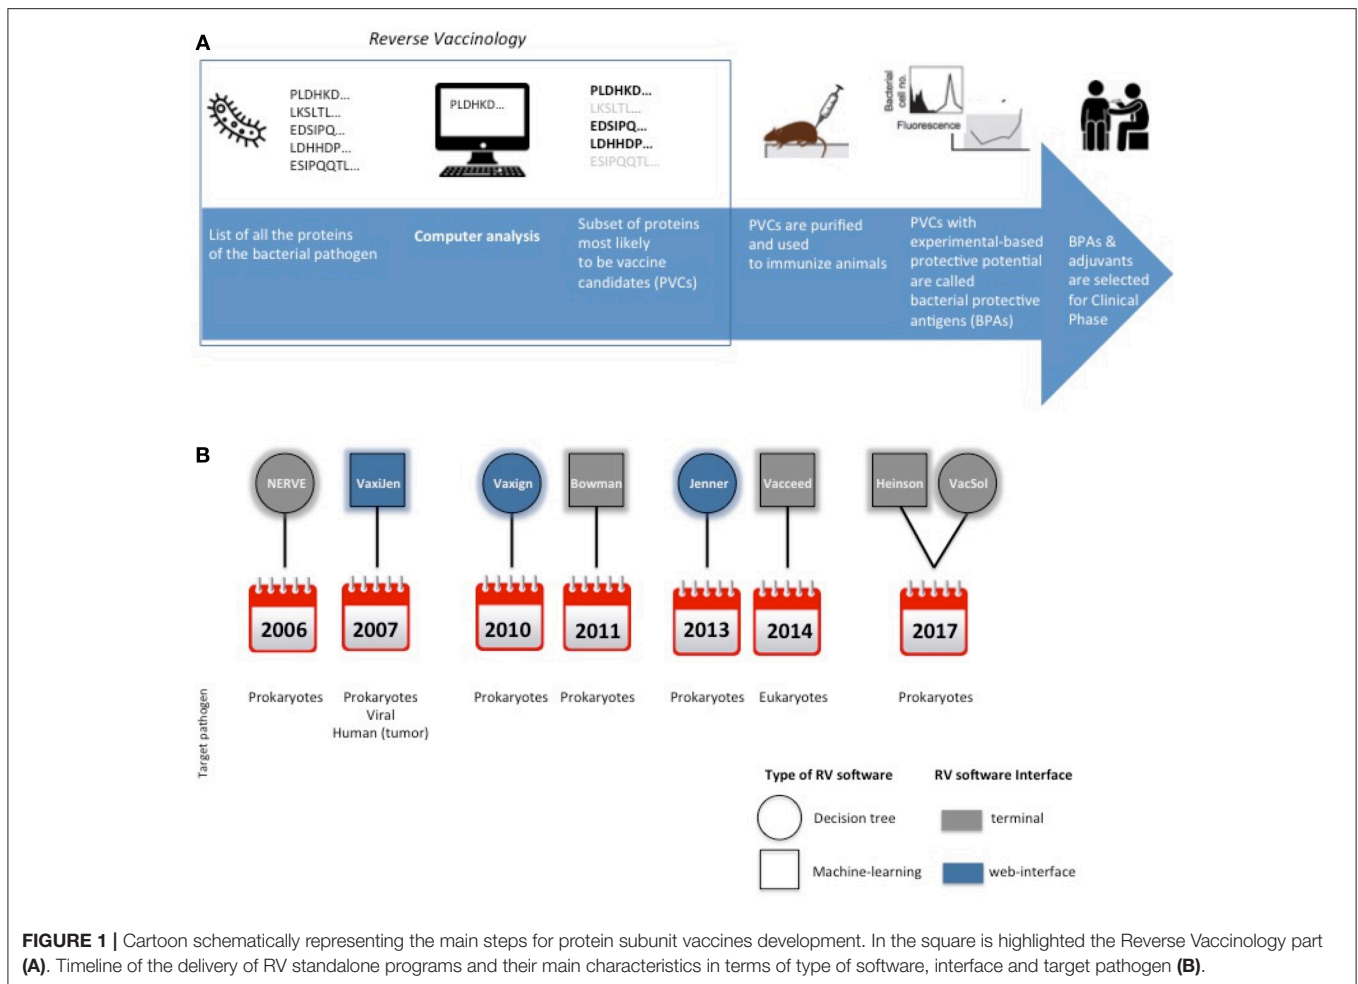 A
Reverse Vaccinology
PLDHKD...
LKSLTL...
EDSIPQ...
LDHHDP...
ESIPQQTL...
PLDHKD...
PLDHKD...
LKSLTL...
EDSIPQ...
LDHHDP...
ESIPQQTL...
Bacterial
cell no.
Fluorescence
List of all the proteins
of the bacterial pathogen
Computer analysis
Subset of proteins
most likely
to be vaccine
candidates (PVCs)
PVCs are purified
and used
to immunize animals
PVCs with
experimental-based
protective potential
are called
bacterial protective
antigens (BPAs)
BPAs &
adjuvants
are selected
for Clinical
Phase
B
NERVE
VaxiJen
Vaxign
Bowman
Jenner
Vacceed
Heinson
VacSol
2006
2007
2010
2011
2013
2014
2017
Target pathogen
Prokaryotes
Prokaryotes
Viral
Human (tumor)
Prokaryotes
Prokaryotes
Prokaryotes
Eukaryotes
Prokaryotes
Type of RV software
RV software Interface
Decision tree
terminal
Machine-learning
web-interface
FIGURE 1 | Cartoon schematically representing the main steps for protein subunit vaccines development. In the square is highlighted the Reverse Vaccinology part
(A). Timeline of the delivery of RV standalone programs and their main characteristics in terms of type of software, interface and target pathogen (B).